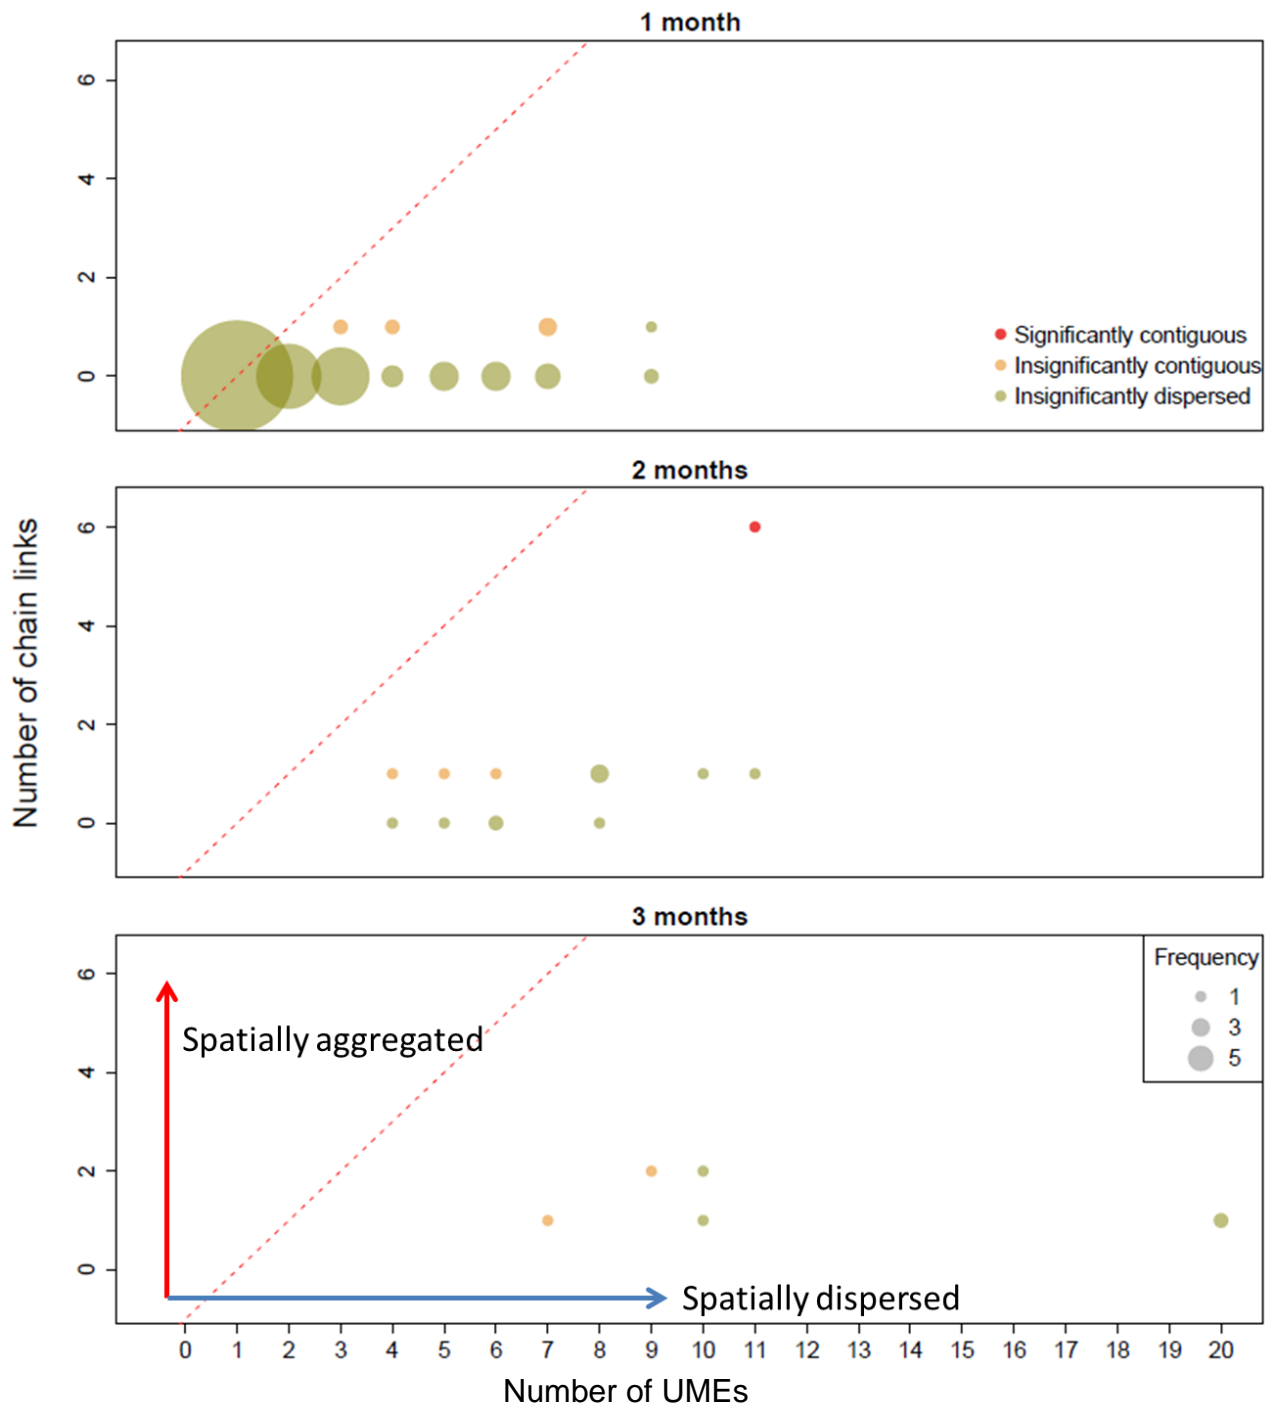 1 month
6
4
2
0
Significantly contiguous
Insignificantly contiguous
Insignificantly dispersed
2 months
Number of chain links
6
4
2
0
3 months
Frequency
1
3
5
6
4
2
0
Spatially aggregated
Spatially dispersed
0 1 2 3 4 5 6 7 8 9 10 11 12 13 14 15 16 17 18 19 20
Number of UMEs